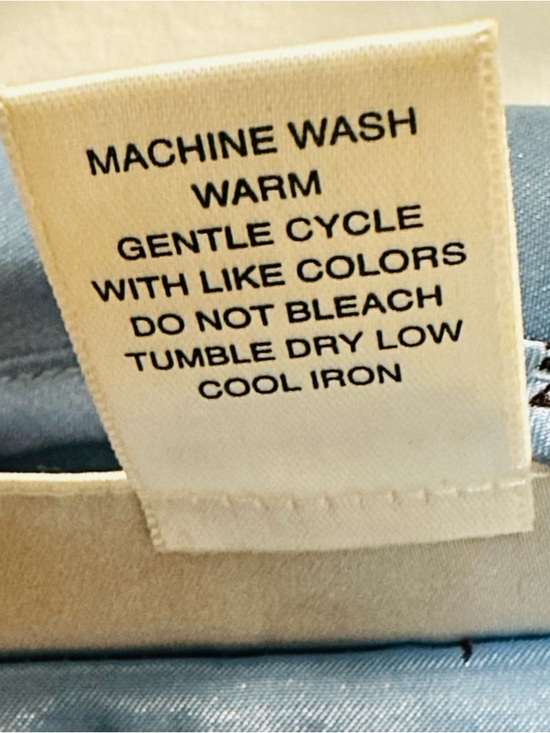 MACHINE WASH
WARM
GENTLE CYCLE
WITH LIKE COLORS
DO NOT BLEACH
TUMBLE DRY LOW
COOL IRON